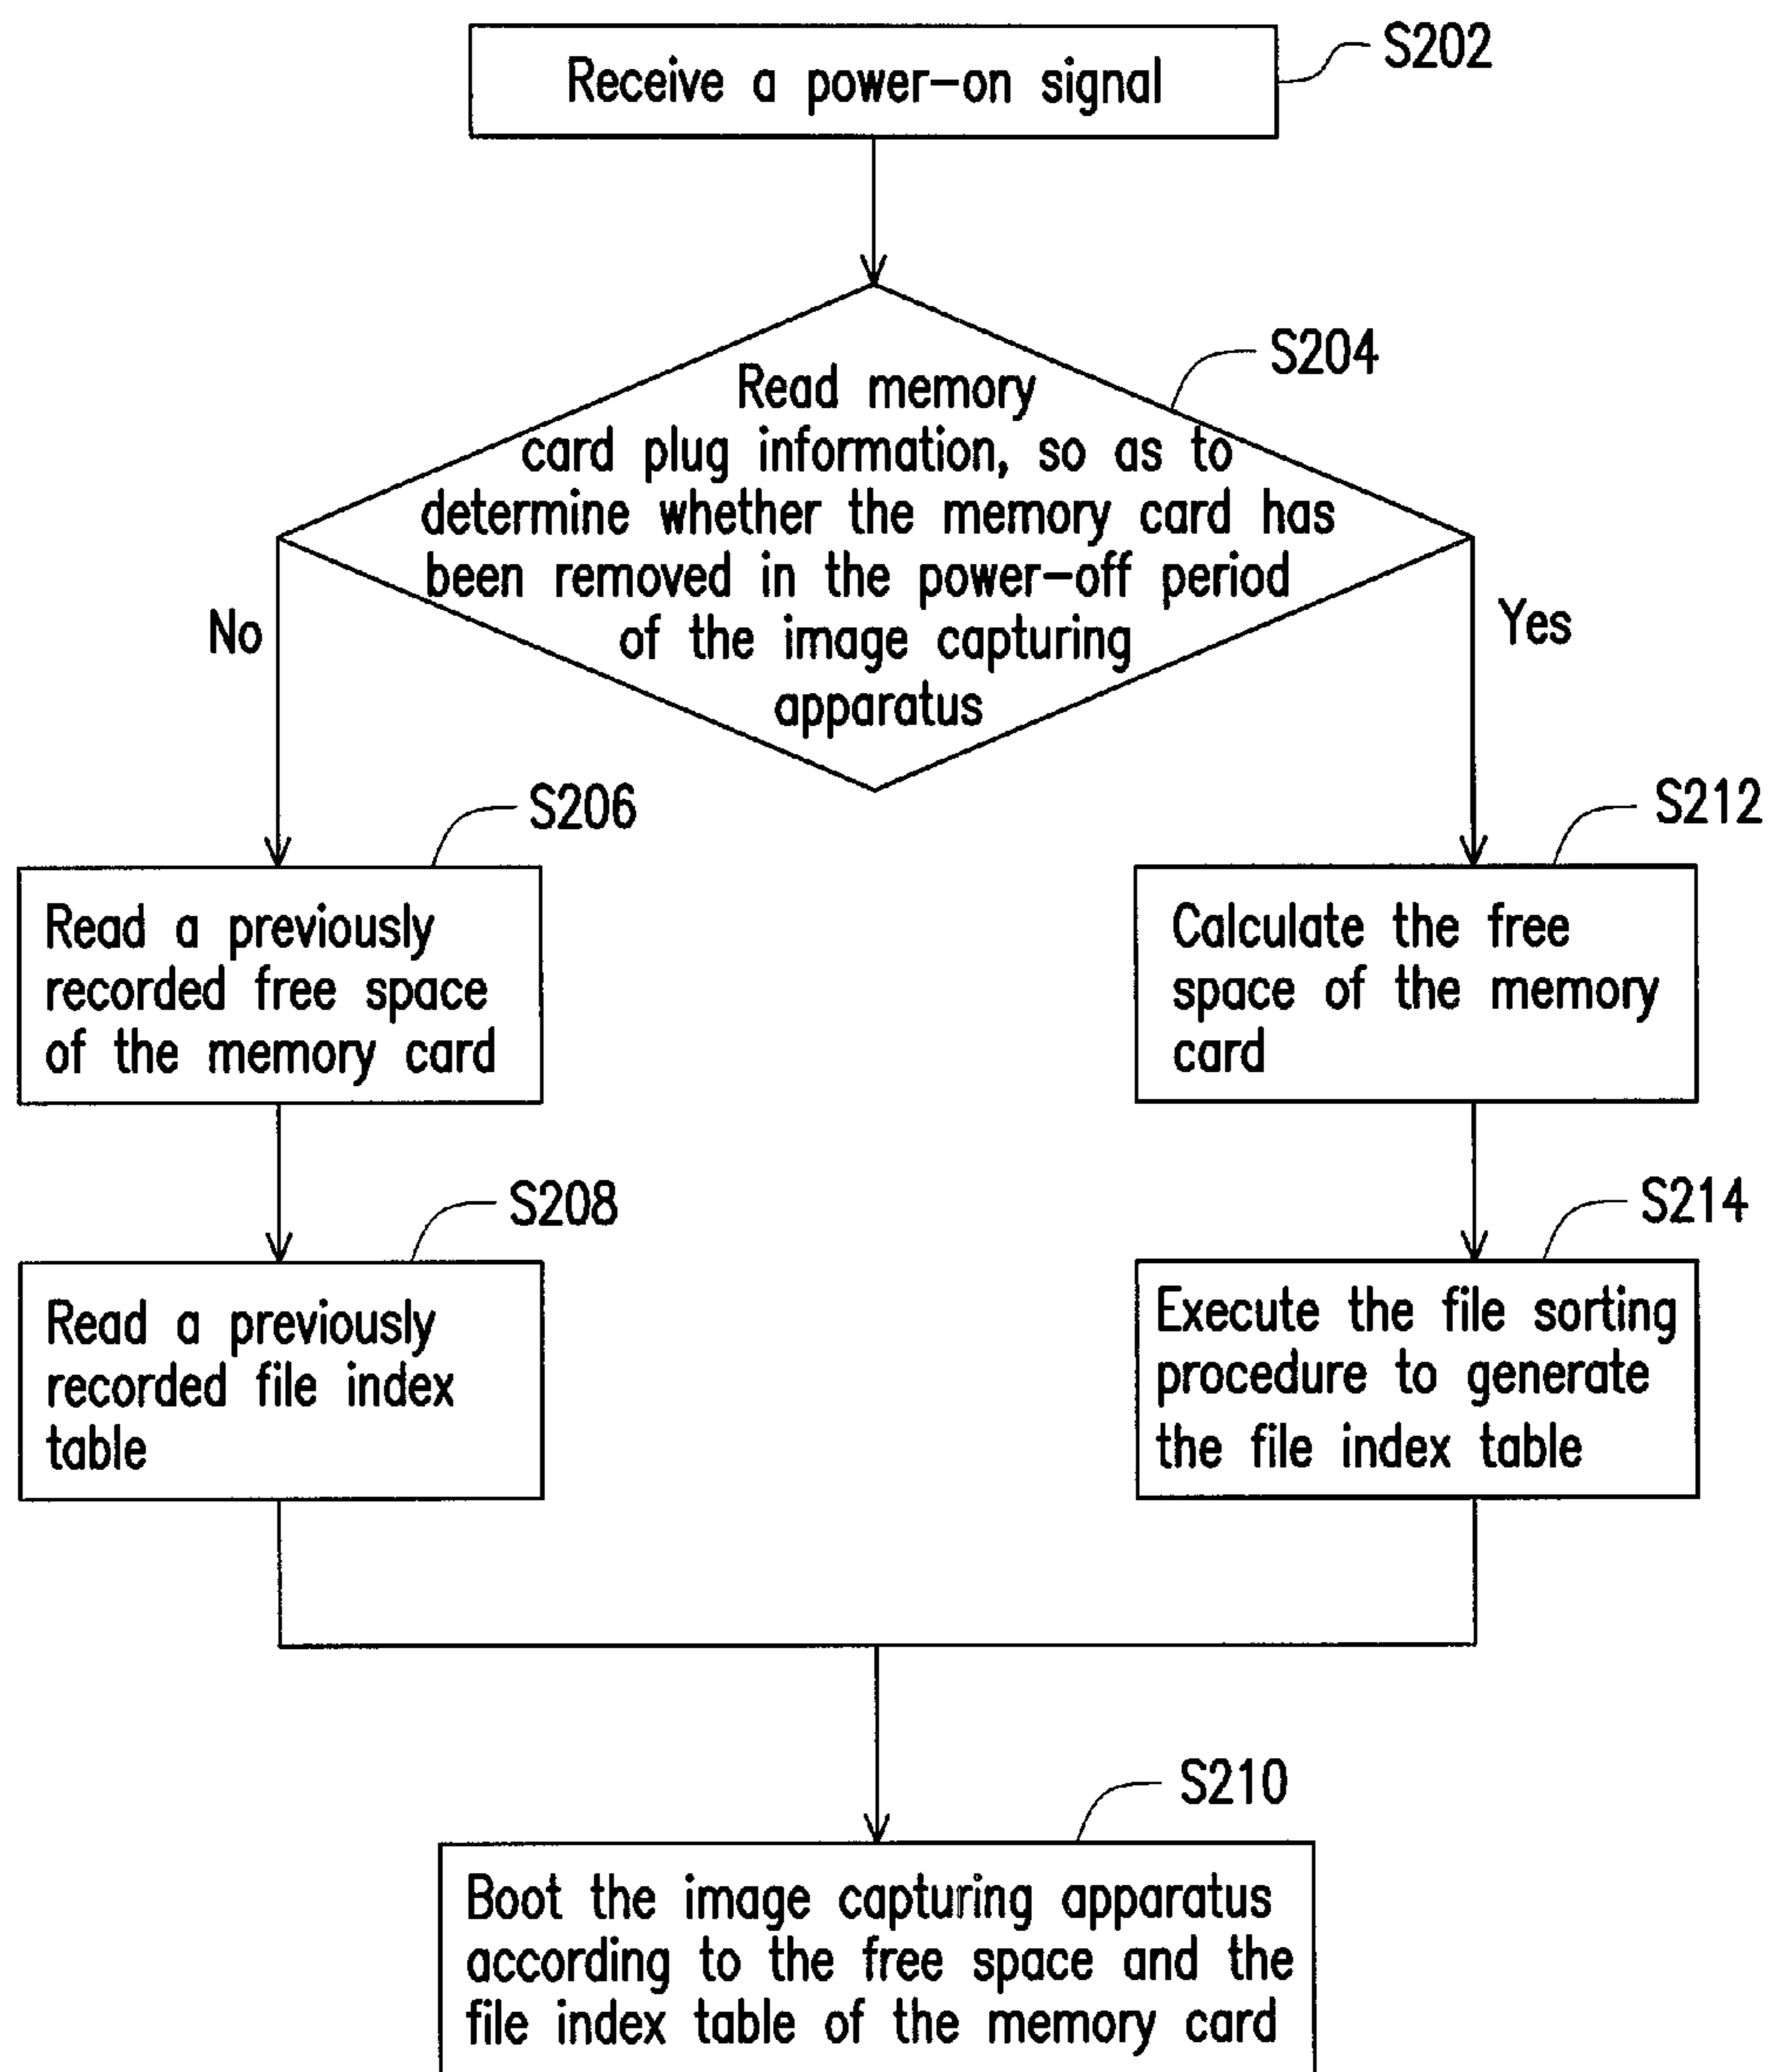 Receive a power-on signal
S202
S204
Read memory
card plug information, so as to
determine whether the memory card has
been removed in the power-off period
of the image capturing
apparatus
No
Yes
S206
Read a previously
recorded free space
of the memory card
S212
Calculate the free
space of the memory
card
S208
Read a previously
recorded file index
table
S214
Execute the file sorting
procedure to generate
the file index table
S210
Boot the image capturing apparatus
according to the free space and the
file index table of the memory card